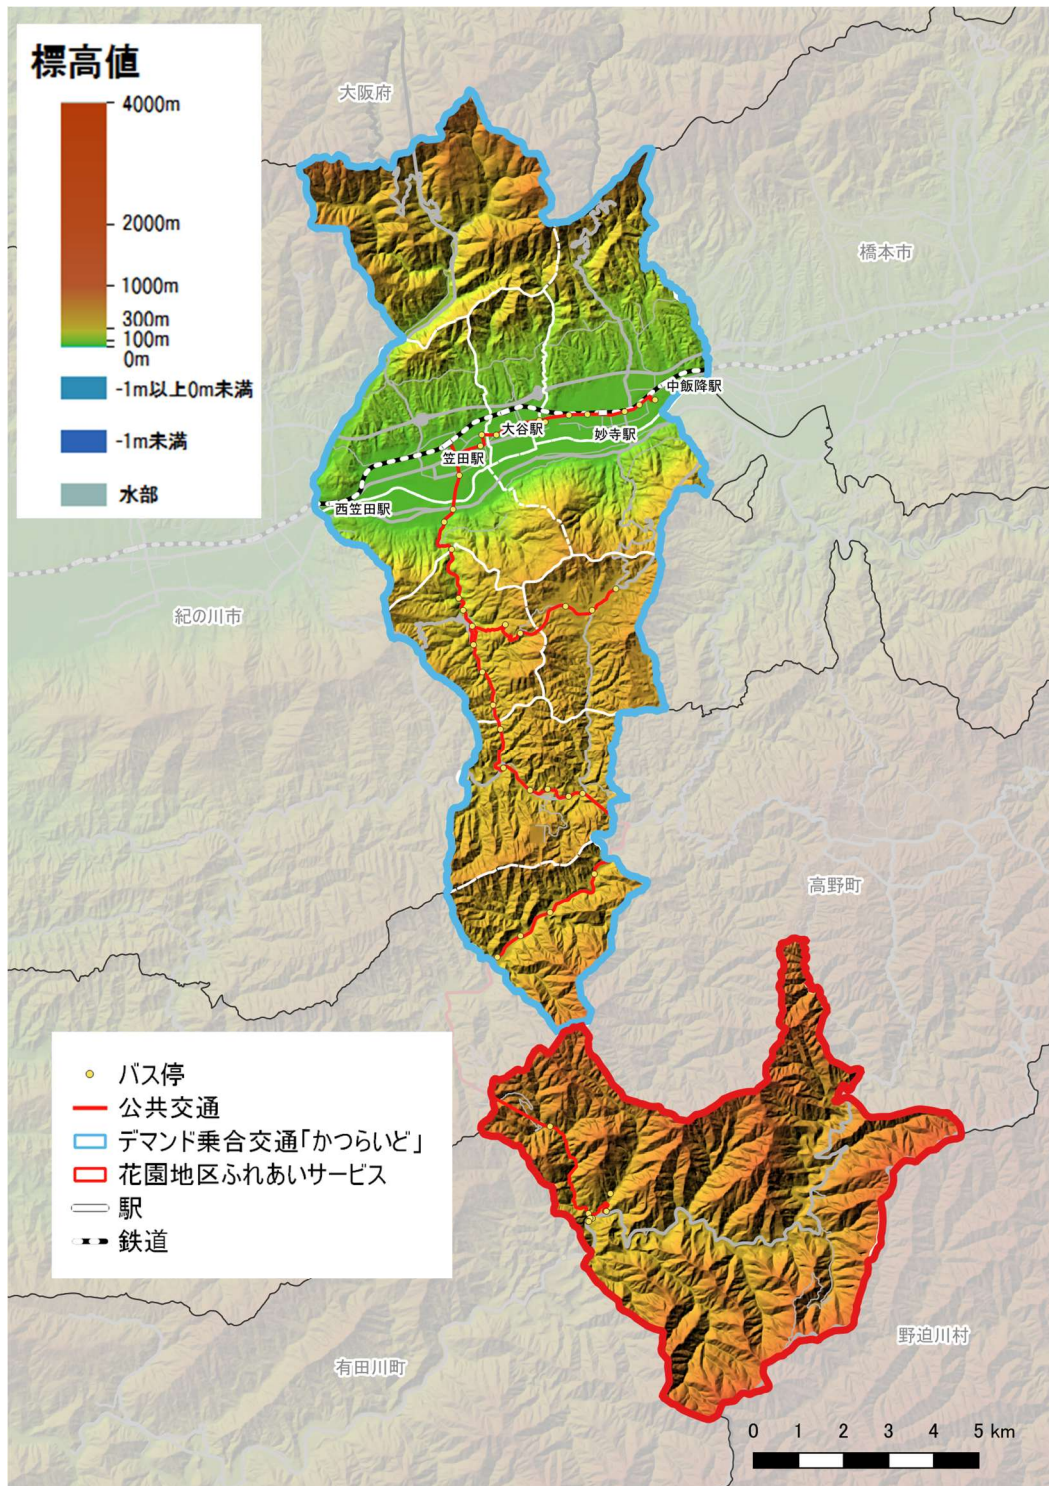 標高値
4000m
2000m
1000m
300m
100m
0m
-1m以上0m未満
-1m未満
水部
大阪府
橋本市
中飯降駅
大谷駅
妙寺駅
笠田駅
西笠田駅
紀の川市
高野町
バス停
公共交通
デマンド乗合交通「かつらいど」
花園地区ふれあいサービス
駅
鉄道
野迫川村
有田川町
0 1 2 3 4 5 km